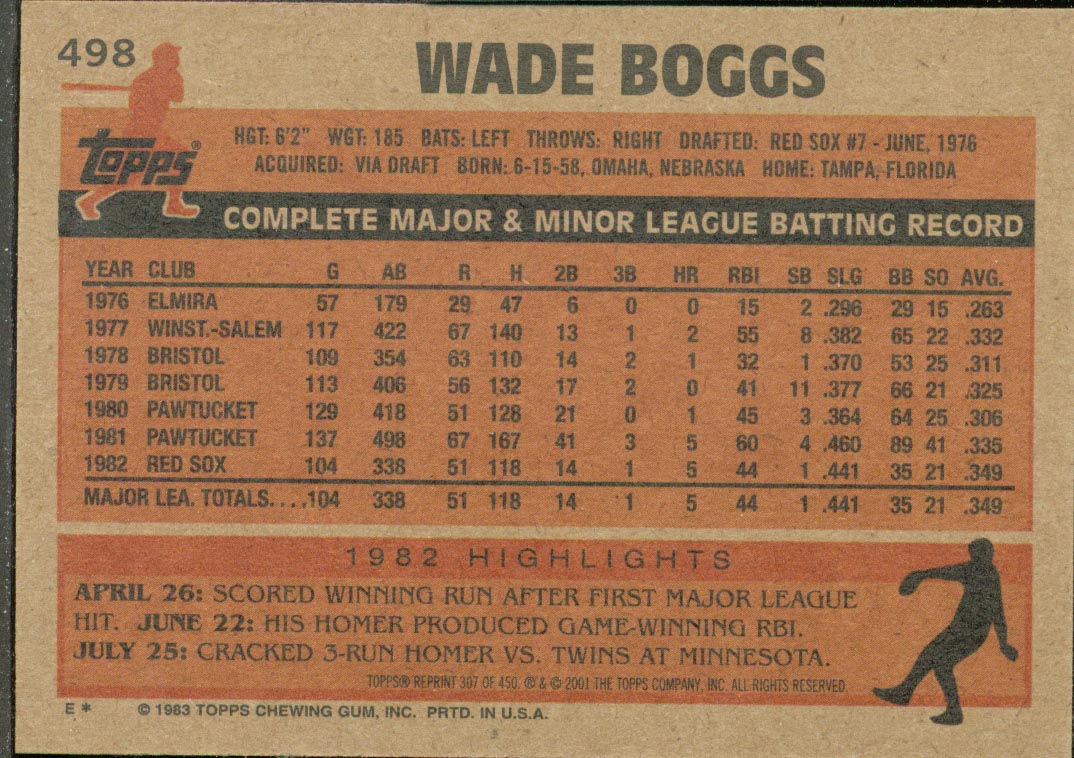 498
WADE BOGGS
Topps®
HGT: 6'2" WGT: 185 BATS: LEFT THROWS: RIGHT DRAFTED: RED SOX #7 - JUNE, 1976
ACQUIRED: VIA DRAFT BORN: 6-15-58, OMAHA, NEBRASKA HOME: TAMPA, FLORIDA
COMPLETE MAJOR & MINOR LEAGUE BATTING RECORD
YEAR CLUB G AB R H 2B 3B HR RBI SB SLG BB SO AVG.
1976 ELMIRA 57 179 29 47 6 0 0 15 2 .296 29 15 .263
1977 WINST.-SALEM 117 422 67 140 13 1 2 55 8 .382 65 22 .332
1978 BRISTOL 109 354 63 110 14 2 1 32 1 .370 53 25 .311
1979 BRISTOL 113 406 56 132 17 2 0 41 11 .377 66 21 .325
1980 PAWTUCKET 129 418 51 128 21 0 1 45 3 .364 64 25 .306
1981 PAWTUCKET 137 498 67 167 41 3 5 60 4 .460 89 41 .335
1982 RED SOX 104 338 51 118 14 1 5 44 1 .441 35 21 .349
MAJOR LEA. TOTALS....104 338 51 118 14 1 5 44 1 .441 35 21 .349
1982 HIGHLIGHTS
APRIL 26: SCORED WINNING RUN AFTER FIRST MAJOR LEAGUE
HIT. JUNE 22: HIS HOMER PRODUCED GAME-WINNING RBI.
JULY 25: CRACKED 3-RUN HOMER VS. TWINS AT MINNESOTA.
TOPPS® REPRINT 307 OF 450. ® & © 2001 THE TOPPS COMPANY, INC. ALL RIGHTS RESERVED.
E * © 1983 TOPPS CHEWING GUM, INC. PRTD. IN U.S.A.